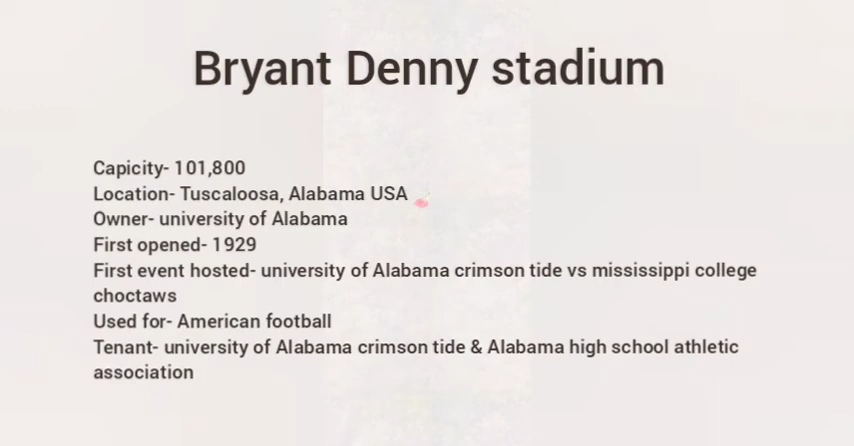 Bryant Denny stadium
Capicity- 101,800
Location- Tuscaloosa, Alabama USA
Owner- university of Alabama
First opened- 1929
First event hosted- university of Alabama crimson tide vs mississippi college
choctaws
Used for- American football
Tenant- university of Alabama crimson tide & Alabama high school athletic
association